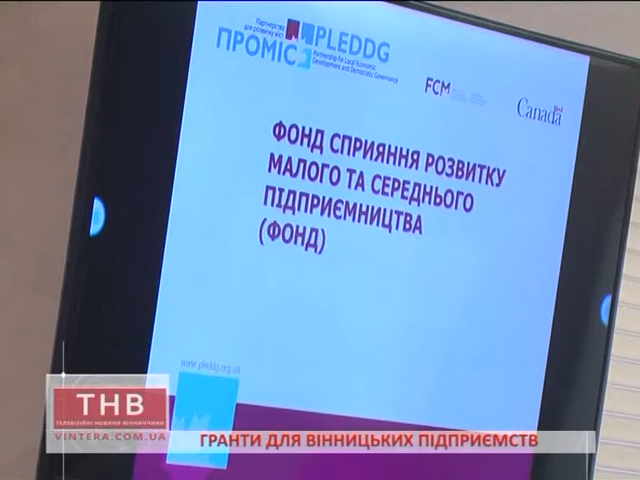 Партнерство
для розвитку міст
ПРОМІС
PLEDDG
Partnership for Local Economic
Development and Democratic Governance
FCM
Canada
ФОНД СПРИЯННЯ РОЗВИТКУ
МАЛОГО ТА СЕРЕДНЬОГО
ПІДПРИЄМНИЦТВА
(ФОНД)
www.pleddg.org.ua
ТНВ
ТЕЛЕВІЗІЙНІ НОВИНИ ВІННИЧЧИНИ
VINTERA.COM.UA
ГРАНТИ ДЛЯ ВІННИЦЬКИХ ПІДПРИЄМСТВ